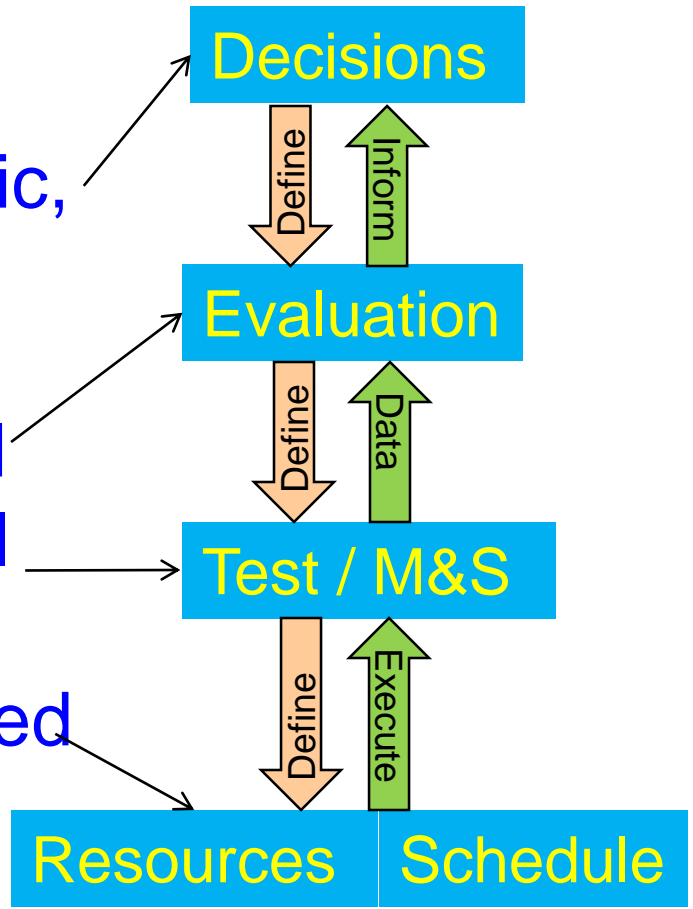 Decisions
Define
Inform
ic,
Evaluation
Define
Data
l
d
Test / M&S
Define
Execute
ed
Resources
Schedule